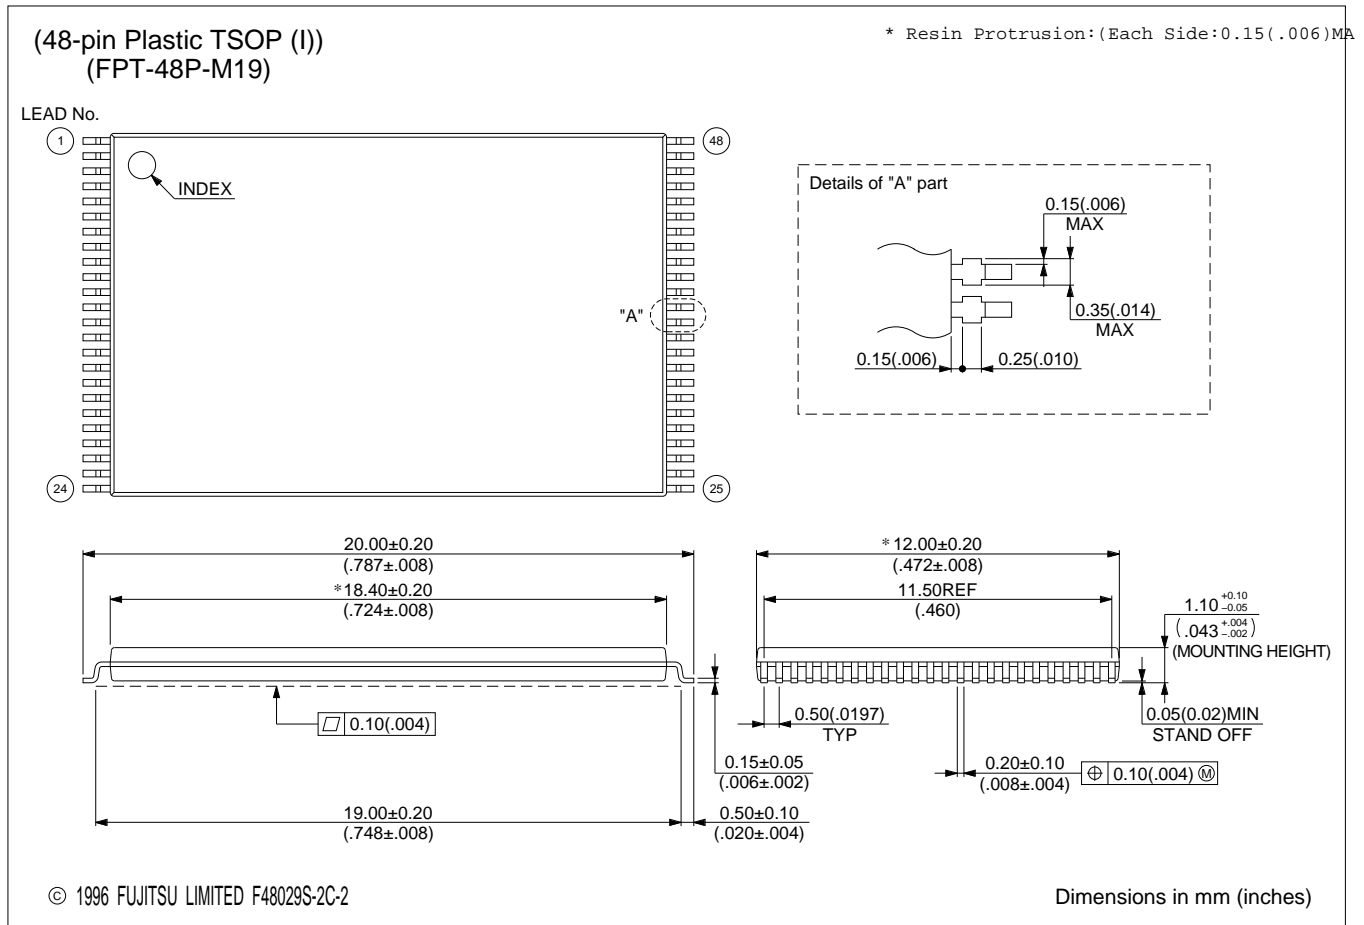 (48-pin Plastic TSOP (I))
(FPT-48P-M19)
* Resin Protrusion:(Each Side:0.15(.006)MA
LEAD No.
1
48
INDEX
"A"
24
25
Details of "A" part
0.15(.006)
MAX
0.35(.014)
MAX
0.15(.006)
0.25(.010)
20.00±0.20
(.787±.008)
*18.40±0.20
(.724±.008)
0.10(.004)
0.15±0.05
(.006±.002)
19.00±0.20
(.748±.008)
0.50±0.10
(.020±.004)
*12.00±0.20
(.472±.008)
11.50REF
(.460)
1.10 +0.10 –0.05
(.043 +.004 –.002)
(MOUNTING HEIGHT)
0.50(.0197)
TYP
0.05(0.02)MIN
STAND OFF
0.20±0.10
(.008±.004)
⌖ 0.10(.004) Ⓜ
© 1996 FUJITSU LIMITED F48029S-2C-2
Dimensions in mm (inches)